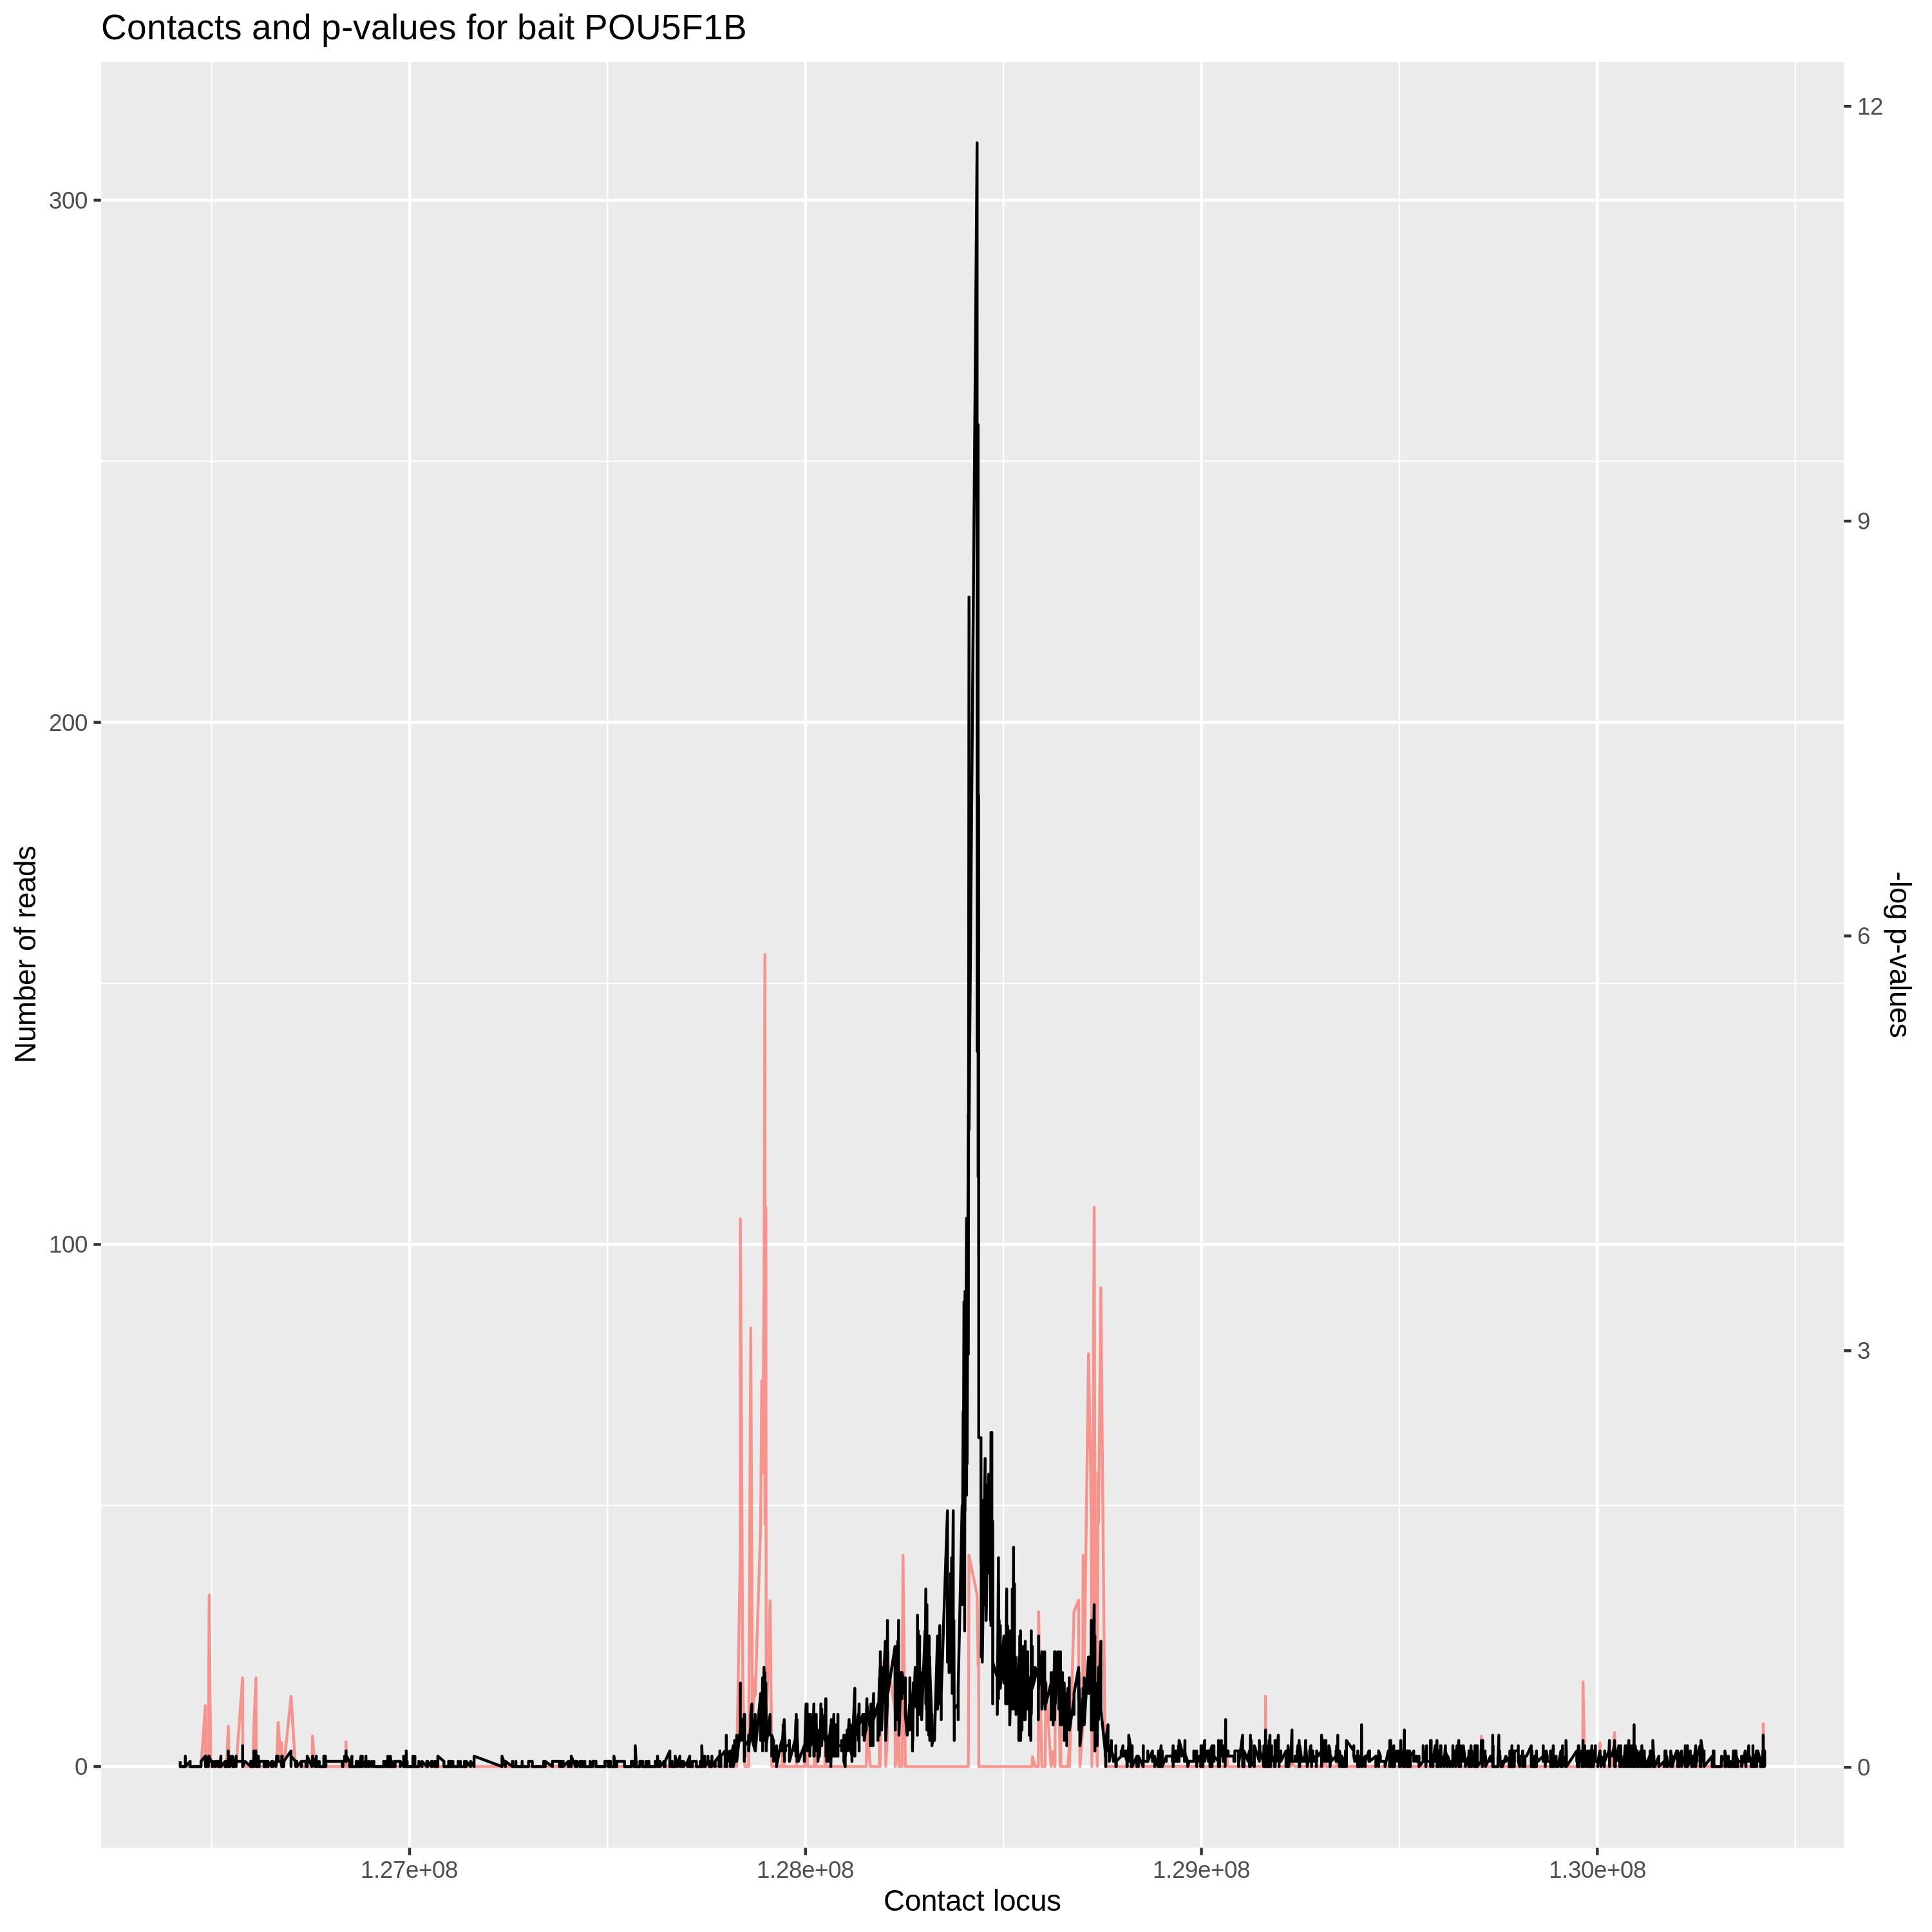 Contacts and p-values for bait POU5F1B
12
300
9
200
Number of reads
-log p-values
6
100
3
0
0
1.27e+08
1.28e+08
1.29e+08
1.30e+08
Contact locus